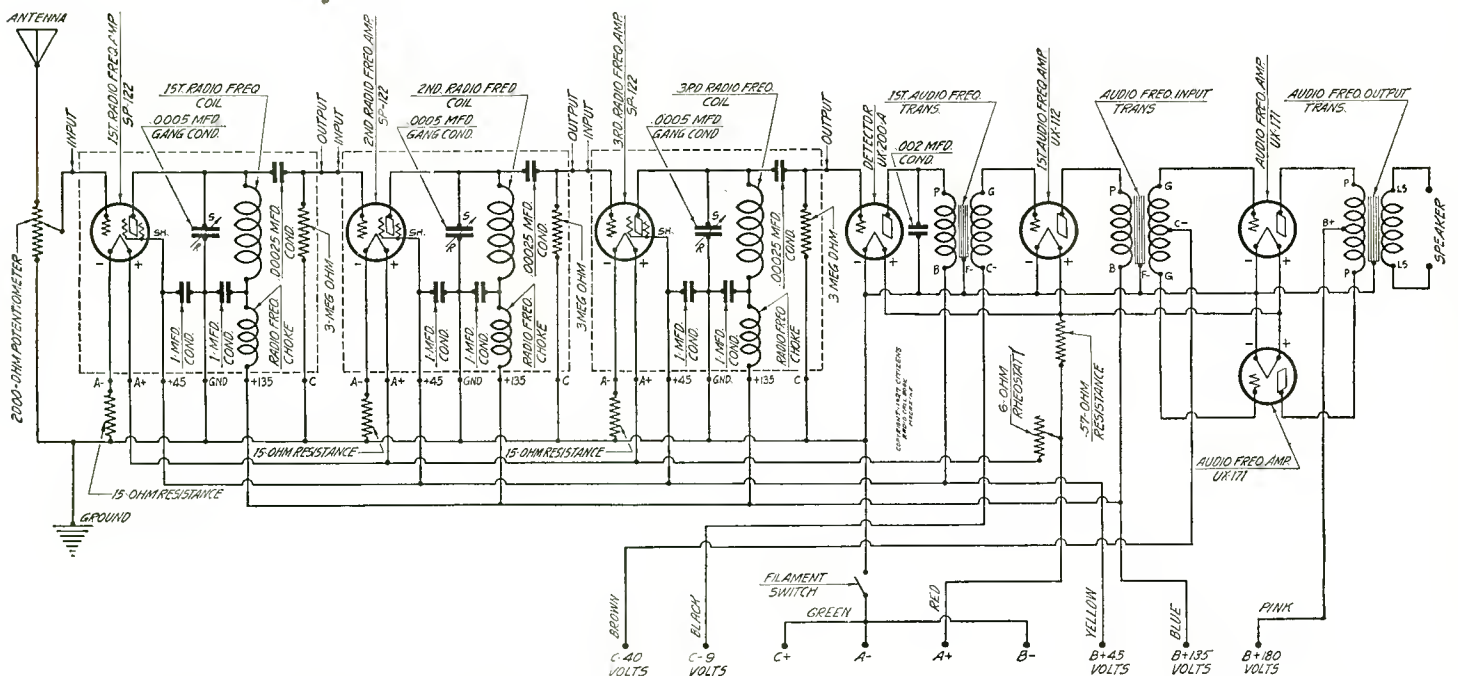 ANTENNA
INPUT
1ST. RADIO FREQ. AMP.
SP-122
1ST. RADIO FREQ
COIL
.0005 MFD
GANG COND.
OUTPUT
INPUT
2ND RADIO FREQ. AMP.
SP-122
2ND. RADIO FREQ
COIL
.0005 MFD
GANG COND.
OUTPUT
INPUT
3RD. RADIO FREQ. AMP
SP-122
3RD RADIO FREQ
COIL
.0005 MFD
GANG COND.
OUTPUT
DETECTOR
UX-200-A
.002 MFD.
COND.
1ST. AUDIO FREQ.
TRANS.
1ST AUDIO FREQ AMP
UX-112
AUDIO FREQ. INPUT
TRANS
AUDIO FREQ. AMP
UX-171
AUDIO FREQ. OUTPUT
TRANS.
2000-OHM POTENTIOMETER
SH.
S
R
.00025 MFD.
COND.
3-MEG OHM
- +
1-MFD.
COND.
1-MFD.
COND.
RADIO FREQ.
CHOKE
A- A+ +45 GND +135 C
SH.
S
R
.00025 MFD.
COND.
3 MEG OHM
- +
1-MFD.
COND.
1-MFD.
COND.
RADIO FREQ.
CHOKE
A- A+ +45 GND. +135 C
SH.
S
R
.00025 MFD.
COND.
3 MEG OHM
- +
1-MFD.
COND.
1-MFD.
COND.
RADIO FREQ.
CHOKE
A- A+ +45 GND. +135 C
- +
P G
B F- C-
- +
P G
C-
B F- G
- +
B+
P LS
P LS
SPEAKER
- +
AUDIO FREQ. AMP.
UX-171
6-OHM
RHEOSTAT
.57-OHM
RESISTANCE
15-OHM RESISTANCE
15-OHM RESISTANCE
15-OHM RESISTANCE
GROUND
FILAMENT
SWITCH
BROWN
BLACK
GREEN
RED
YELLOW
BLUE
PINK
C-40
VOLTS
C-9
VOLTS
C+
A-
A+
B-
B+45
VOLTS
B+135
VOLTS
B+180
VOLTS